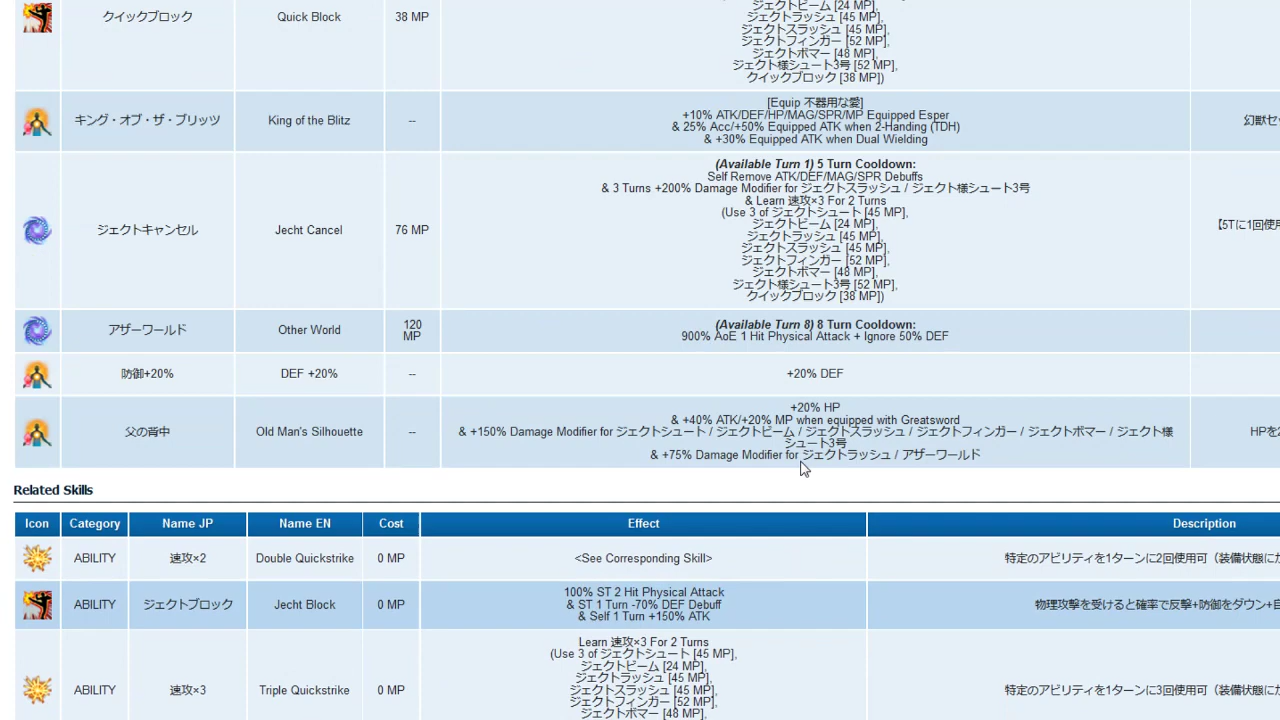 ジェクトビーム [24 MP],
クイックブロック
Quick Block
38 MP
ジェクトラッシュ [45 MP],
ジェクトスラッシュ [45 MP],
ジェクトフィンガー [52 MP],
ジェクトボマー [48 MP],
ジェクト様シュート3号 [52 MP],
クイックブロック [38 MP])
キング・オブ・ザ・ブリッツ
King of the Blitz
--
[Equip 不器用な愛]
+10% ATK/DEF/HP/MAG/SPR/MP Equipped Esper
& 25% Acc/+50% Equipped ATK when 2-Handing (TDH)
& +30% Equipped ATK when Dual Wielding
幻獣セ
ジェクトキャンセル
Jecht Cancel
76 MP
(Available Turn 1) 5 Turn Cooldown:
Self Remove ATK/DEF/MAG/SPR Debuffs
& 3 Turns +200% Damage Modifier for ジェクトスラッシュ / ジェクト様シュート3号
& Learn 速攻×3 For 2 Turns
(Use 3 of ジェクトシュート [45 MP],
ジェクトビーム [24 MP],
ジェクトラッシュ [45 MP],
ジェクトスラッシュ [45 MP],
ジェクトフィンガー [52 MP],
ジェクトボマー [48 MP],
ジェクト様シュート3号 [52 MP],
クイックブロック [38 MP])
【5Tに1回使用
アザーワールド
Other World
120
MP
(Available Turn 8) 8 Turn Cooldown:
900% AoE 1 Hit Physical Attack + Ignore 50% DEF
防御+20%
DEF +20%
--
+20% DEF
父の背中
Old Man's Silhouette
--
+20% HP
& +40% ATK/+20% MP when equipped with Greatsword
& +150% Damage Modifier for ジェクトシュート / ジェクトビーム / ジェクトスラッシュ / ジェクトフィンガー / ジェクトボマー / ジェクト様
シュート3号
& +75% Damage Modifier for ジェクトラッシュ / アザーワールド
HPを2
Related Skills
Icon
Category
Name JP
Name EN
Cost
Effect
Description
ABILITY
速攻×2
Double Quickstrike
0 MP
<See Corresponding Skill>
特定のアビリティを1ターンに2回使用可（装備状態にか
ABILITY
ジェクトブロック
Jecht Block
0 MP
100% ST 2 Hit Physical Attack
& ST 1 Turn -70% DEF Debuff
& Self 1 Turn +150% ATK
物理攻撃を受けると確率で反撃+防御をダウン+自
ABILITY
速攻×3
Triple Quickstrike
0 MP
Learn 速攻×3 For 2 Turns
(Use 3 of ジェクトシュート [45 MP],
ジェクトビーム [24 MP],
ジェクトラッシュ [45 MP],
ジェクトスラッシュ [45 MP],
ジェクトフィンガー [52 MP],
ジェクトボマー [48 MP],
特定のアビリティを1ターンに3回使用可（装備状態にか